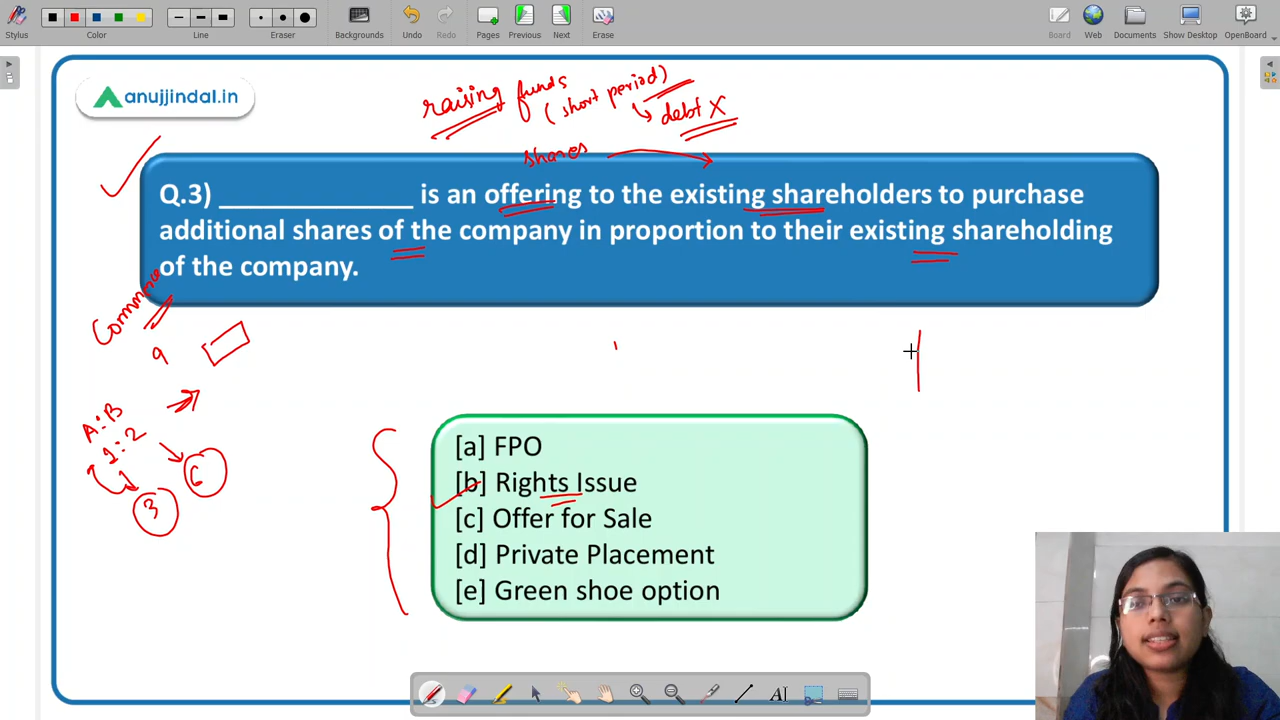 Stylus
Color
Line
Eraser
Backgrounds
Undo
Redo
Pages
Previous
Next
Erase
Board
Web
Documents
Show Desktop
OpenBoard
anujjindal.in
raising funds
(short period)
debt X
shares
Q.3) ______________ is an offering to the existing shareholders to purchase
additional shares of the company in proportion to their existing shareholding
of the company.
A:B
1:2
6
3
[a] FPO
[b] Rights Issue
[c] Offer for Sale
[d] Private Placement
[e] Green shoe option